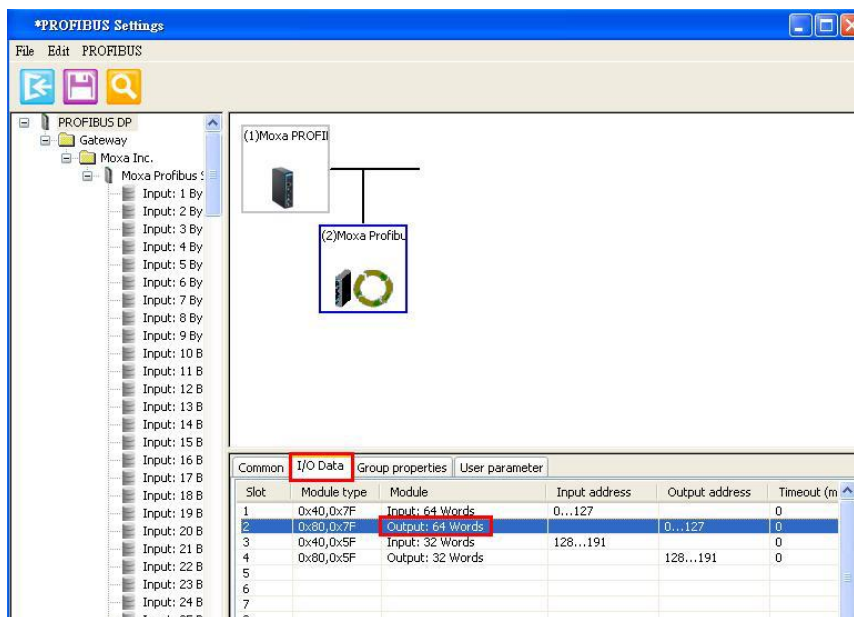 *PROFIBUS Settings
File Edit PROFIBUS
PROFIBUS DP
Gateway
Moxa Inc.
Moxa Profibus S
Input: 1 By
Input: 2 By
Input: 3 By
Input: 4 By
Input: 5 By
Input: 6 By
Input: 7 By
Input: 8 By
Input: 9 By
Input: 10 B
Input: 11 B
Input: 12 B
Input: 13 B
Input: 14 B
Input: 15 B
Input: 16 B
Input: 17 B
Input: 18 B
Input: 19 B
Input: 20 B
Input: 21 B
Input: 22 B
Input: 23 B
Input: 24 B
(1)Moxa PROFI
(2)Moxa Profibu
Common I/O Data Group properties User parameter
Slot Module type Module Input address Output address Timeout (m
1 0x40,0x7F Input: 64 Words 0...127 0
2 0x80,0x7F Output: 64 Words 0...127 0
3 0x40,0x5F Input: 32 Words 128...191 0
4 0x80,0x5F Output: 32 Words 128...191 0
5
6
7